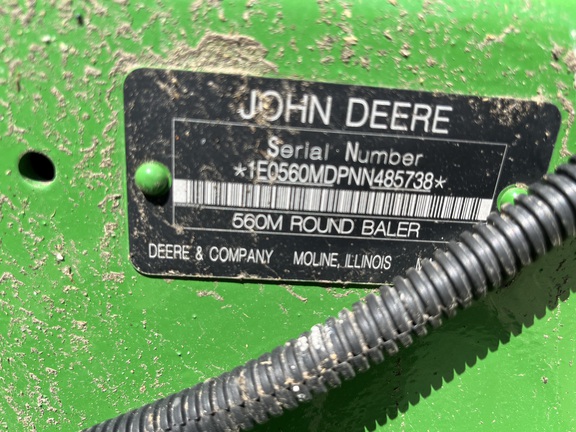 JOHN DEERE
Serial Number
*1E0560MDPNN485738*
560M ROUND BALER
DEERE & COMPANY MOLINE, ILLINOIS